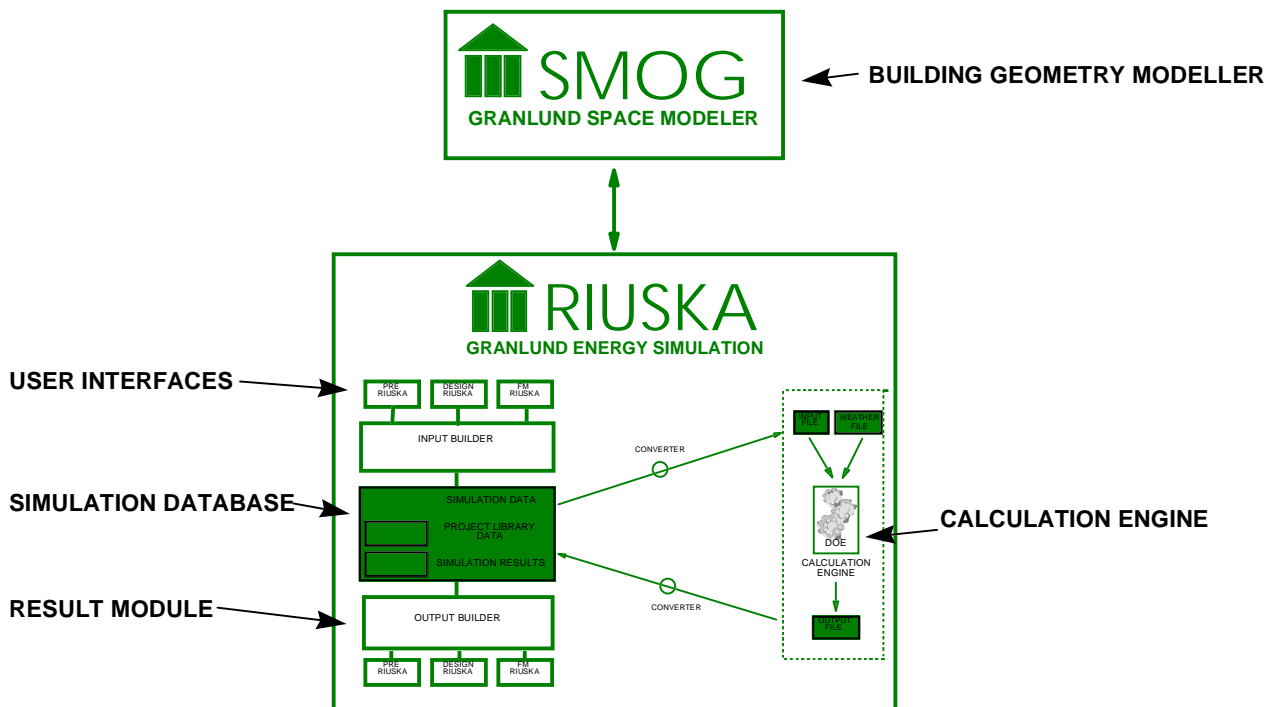 SMOG
GRANLUND SPACE MODELER
BUILDING GEOMETRY MODELLER
RIUSKA
GRANLUND ENERGY SIMULATION
USER INTERFACES
PRE
RIUSKA
DESIGN
RIUSKA
FM
RIUSKA
INPUT BUILDER
SIMULATION DATABASE
SIMULATION DATA
PROJECT LIBRARY
DATA
SIMULATION RESULTS
RESULT MODULE
OUTPUT BUILDER
PRE
RIUSKA
DESIGN
RIUSKA
FM
RIUSKA
CONVERTER
CONVERTER
INPUT
FILE
WEATHER
FILE
DOE
CALCULATION
ENGINE
OUTPUT
FILE
CALCULATION ENGINE